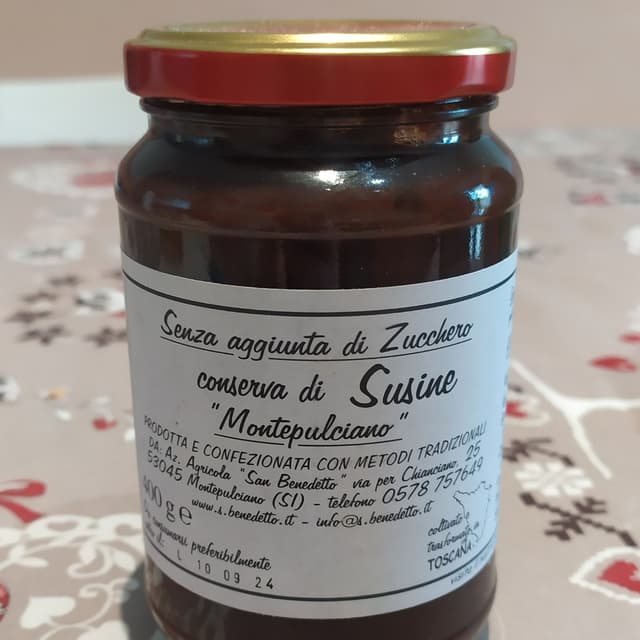 Senza aggiunta di Zucchero
conserva di Susine
"Montepulciano"
PRODOTTA E CONFEZIONATA CON METODI TRADIZIONALI
DA: Az. Agricola "San Benedetto" via per Chianciano, 25
53045 Montepulciano (SI) - telefono 0578 757649
www.s.benedetto.it - info@s.benedetto.it
400 g e
consumarsi preferibilmente
L 10 09 24
coltivato e
trasformato in
TOSCANA